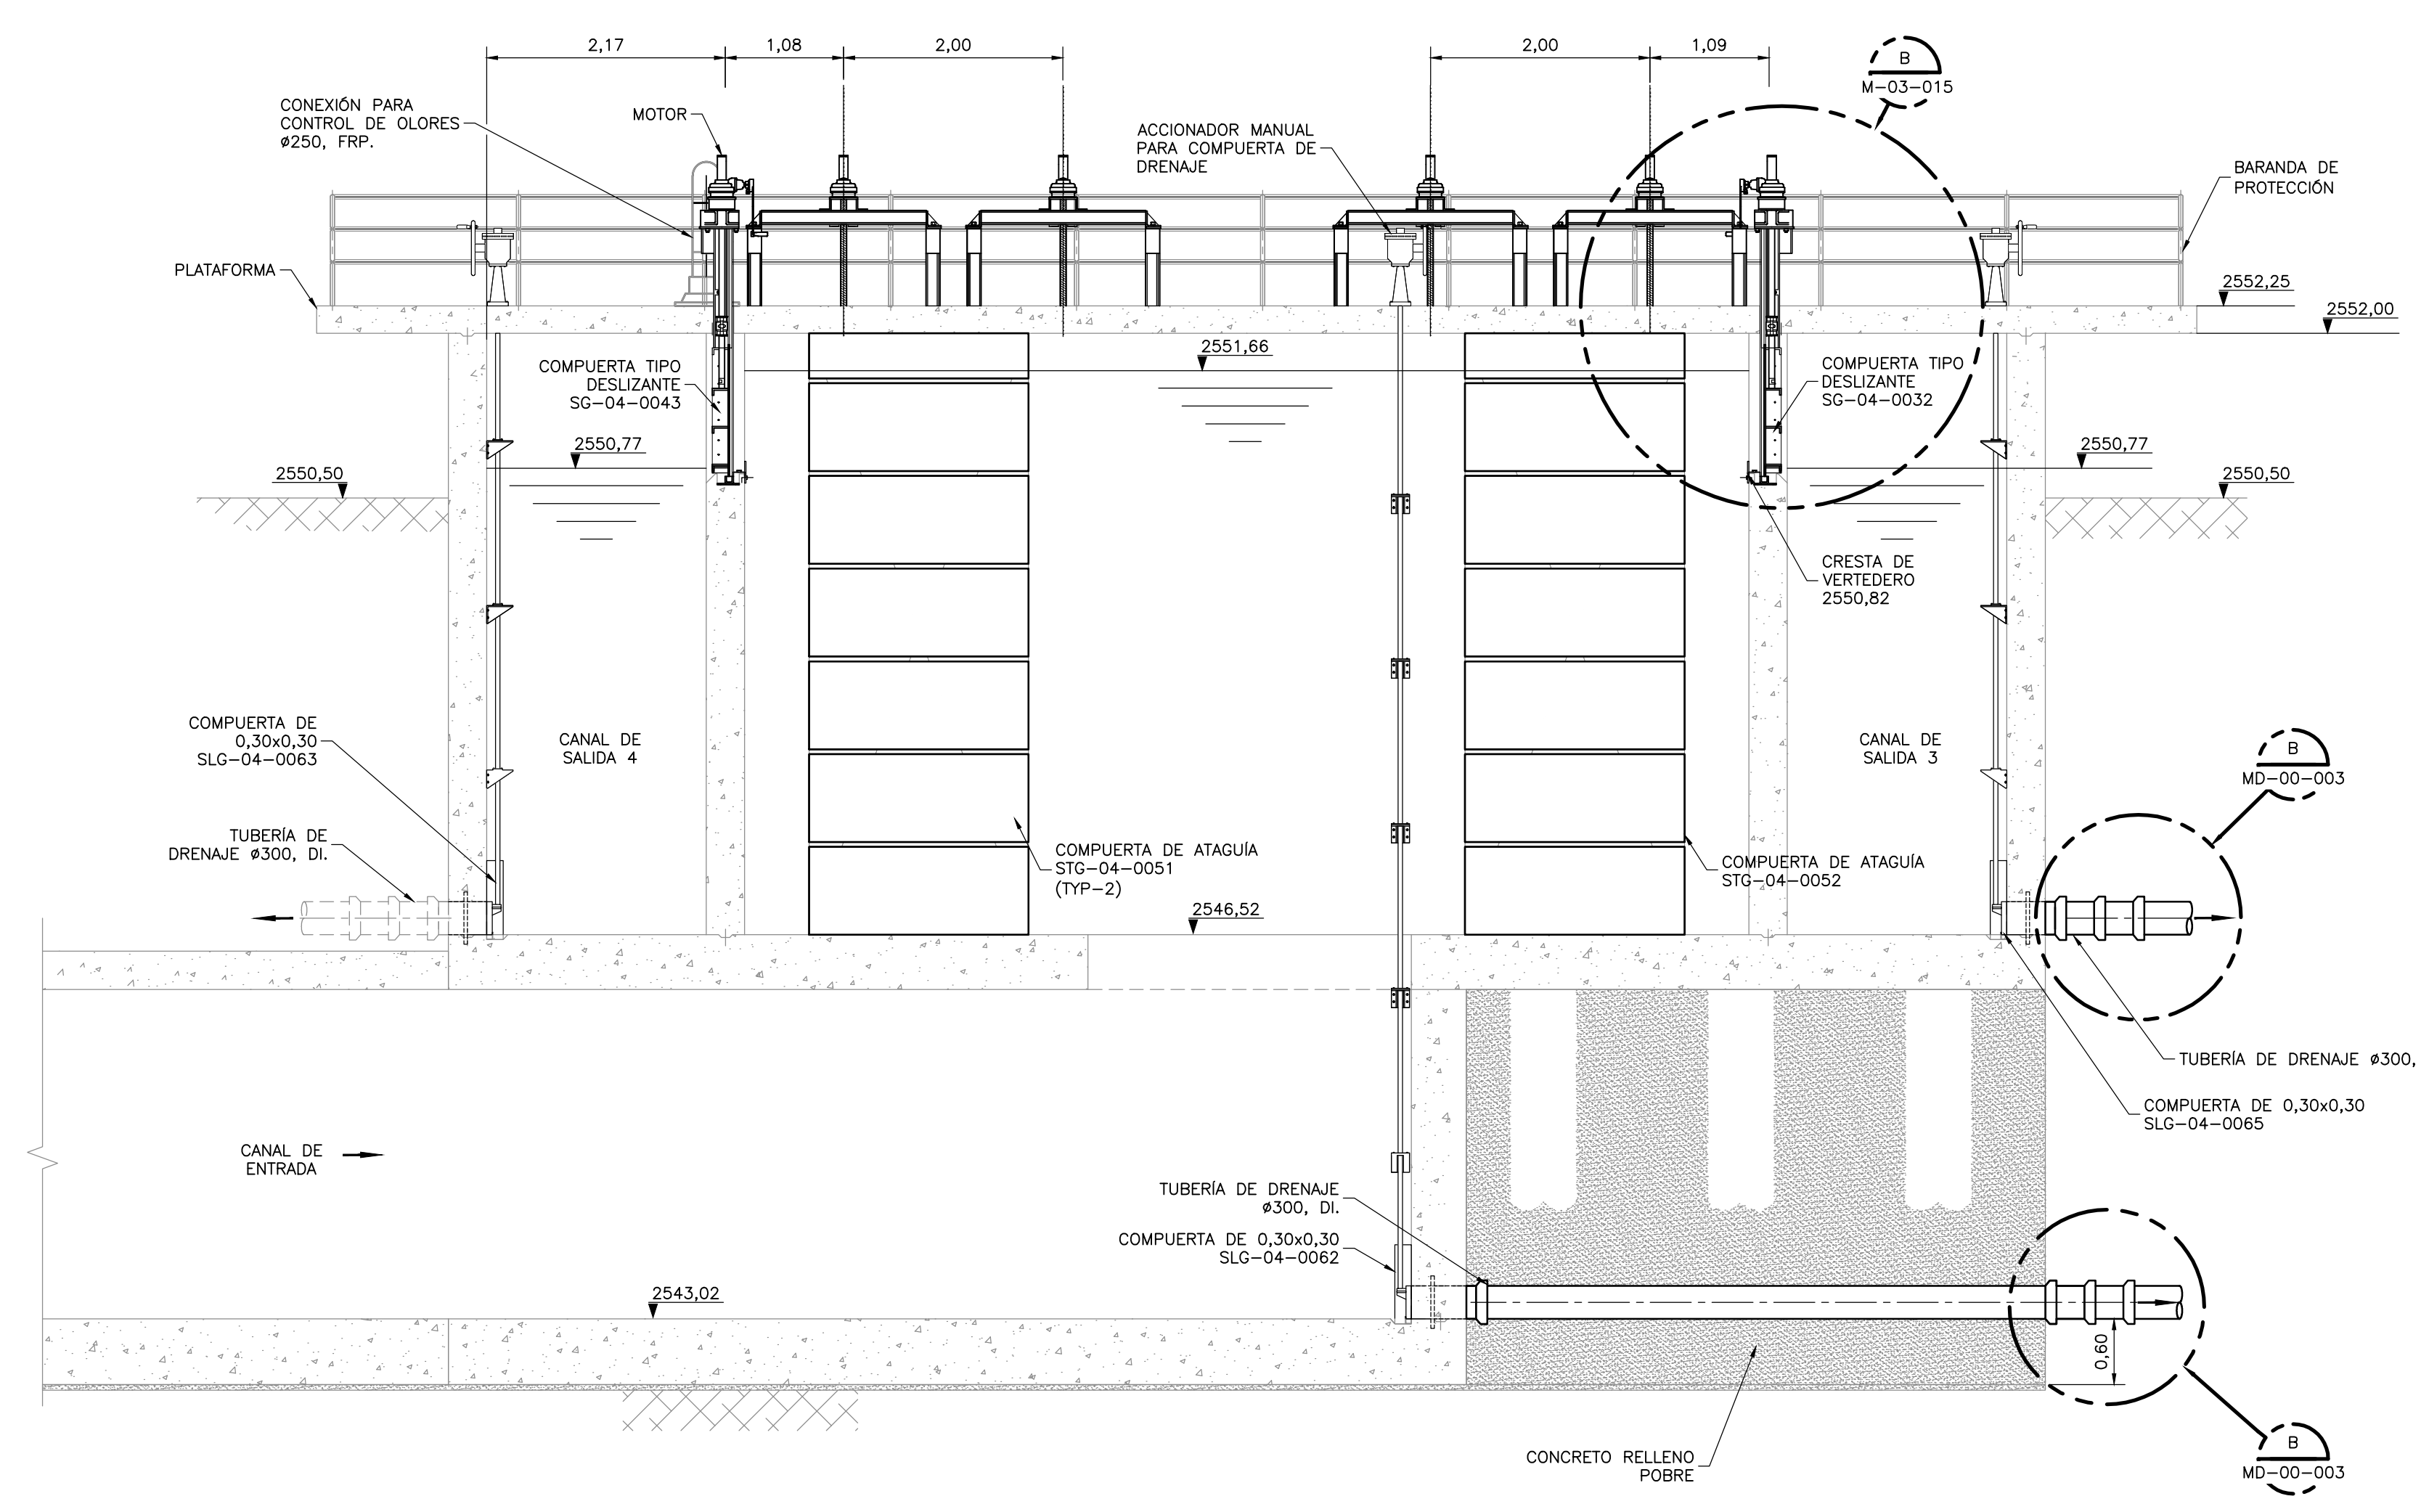 2,17
1,08
2,00
2,00
1,09
B
M-03-015
CONEXIÓN PARA
CONTROL DE OLORES
ø250, FRP.
MOTOR
ACCIONADOR MANUAL
PARA COMPUERTA DE
DRENAJE
BARANDA DE
PROTECCIÓN
PLATAFORMA
2552,25
2552,00
COMPUERTA TIPO
DESLIZANTE
SG-04-0043
2551,66
COMPUERTA TIPO
DESLIZANTE
SG-04-0032
2550,77
2550,77
2550,50
2550,50
CRESTA DE
VERTEDERO
2550,82
COMPUERTA DE
0,30x0,30
SLG-04-0063
CANAL DE
SALIDA 4
CANAL DE
SALIDA 3
B
MD-00-003
TUBERÍA DE
DRENAJE ø300, DI.
COMPUERTA DE ATAGUÍA
STG-04-0051
(TYP-2)
COMPUERTA DE ATAGUÍA
STG-04-0052
2546,52
TUBERÍA DE DRENAJE ø300,
COMPUERTA DE 0,30x0,30
SLG-04-0065
CANAL DE
ENTRADA
TUBERÍA DE DRENAJE
ø300, DI.
COMPUERTA DE 0,30x0,30
SLG-04-0062
2543,02
0,60
CONCRETO RELLENO
POBRE
B
MD-00-003